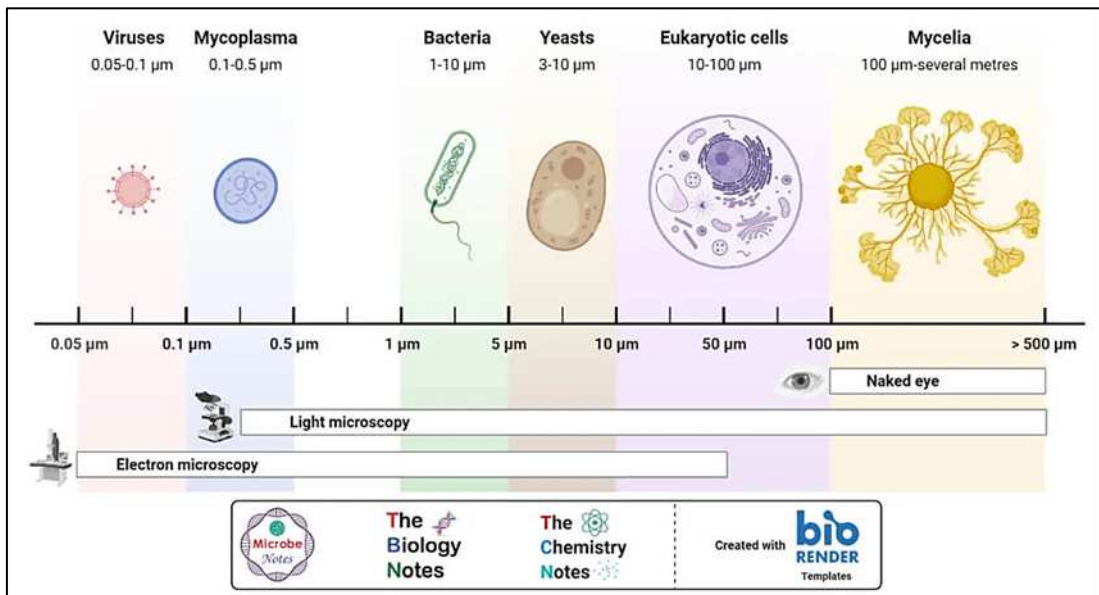 Viruses
0.05-0.1 µm
Mycoplasma
0.1-0.5 µm
Bacteria
1-10 µm
Yeasts
3-10 µm
Eukaryotic cells
10-100 µm
Mycelia
100 µm-several metres
0.05 µm
0.1 µm
0.5 µm
1 µm
5 µm
10 µm
50 µm
100 µm
> 500 µm
Naked eye
Light microscopy
Electron microscopy
Microbe
Notes
The
Biology
Notes
The
Chemistry
Notes
Created with
bio
RENDER
Templates